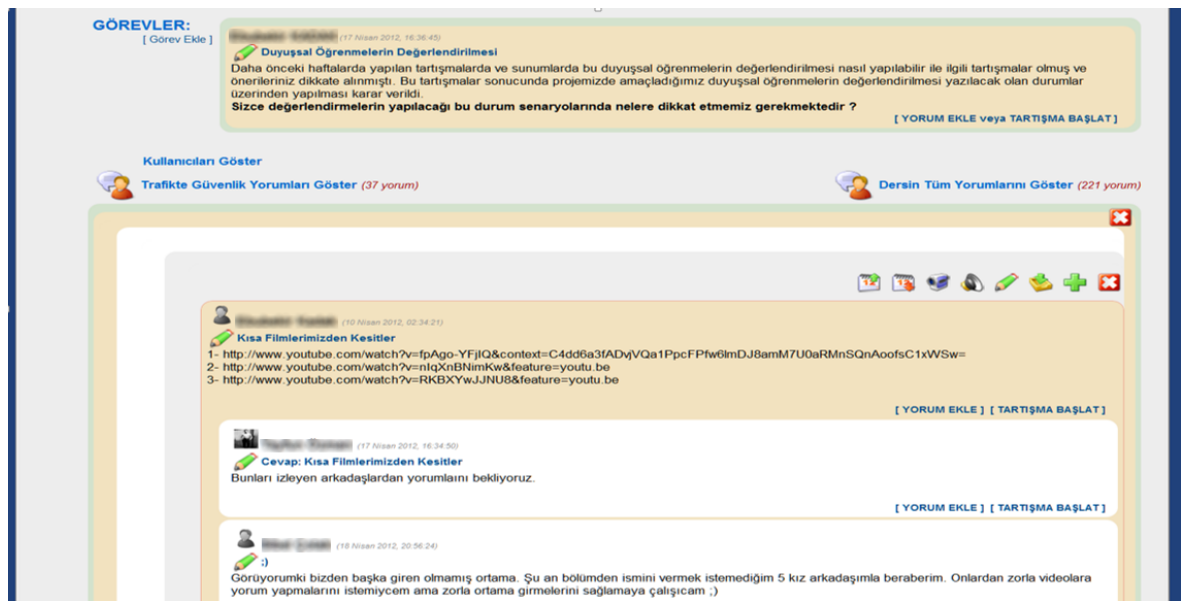 GÖREVLER:
[ Görev Ekle ]
(17 Nisan 2012, 16:36:45)
Duyuşsal Öğrenmelerin Değerlendirilmesi
Daha önceki haftalarda yapılan tartışmalarda ve sunumlarda bu duyuşsal öğrenmelerin değerlendirilmesi nasıl yapılabilir ile ilgili tartışmalar olmuş ve
önerileriniz dikkate alınmıştı. Bu tartışmalar sonucunda projemizde amaçladığımız duyuşsal öğrenmelerin değerlendirilmesi yazılacak olan durumlar
üzerinden yapılması karar verildi.
Sizce değerlendirmelerin yapılacağı bu durum senaryolarında nelere dikkat etmemiz gerekmektedir ?
[ YORUM EKLE veya TARTIŞMA BAŞLAT ]
Kullanıcıları Göster
Trafikte Güvenlik Yorumları Göster (37 yorum)
Dersin Tüm Yorumlarını Göster (221 yorum)
(10 Nisan 2012, 02:34:21)
Kısa Filmlerimizden Kesitler
1- http://www.youtube.com/watch?v=fpAgo-YFjIQ&context=C4dd6a3fADvjVQa1PpcFPfw6lmDJ8amM7U0aRMnSQnAoofsC1xWSw=
2- http://www.youtube.com/watch?v=nIqXnBNimKw&feature=youtu.be
3- http://www.youtube.com/watch?v=RKBXYwJJNU8&feature=youtu.be
[ YORUM EKLE ] [ TARTIŞMA BAŞLAT ]
(17 Nisan 2012, 16:34:50)
Cevap: Kısa Filmlerimizden Kesitler
Bunları izleyen arkadaşlardan yorumlaını bekliyoruz.
[ YORUM EKLE ] [ TARTIŞMA BAŞLAT ]
(18 Nisan 2012, 20:56:24)
;)
Görüyorumki bizden başka giren olmamış ortama. Şu an bölümden ismini vermek istemediğim 5 kız arkadaşımla beraberim. Onlardan zorla videolara
yorum yapmalarını istemiycem ama zorla ortama girmelerini sağlamaya çalışıcam ;)